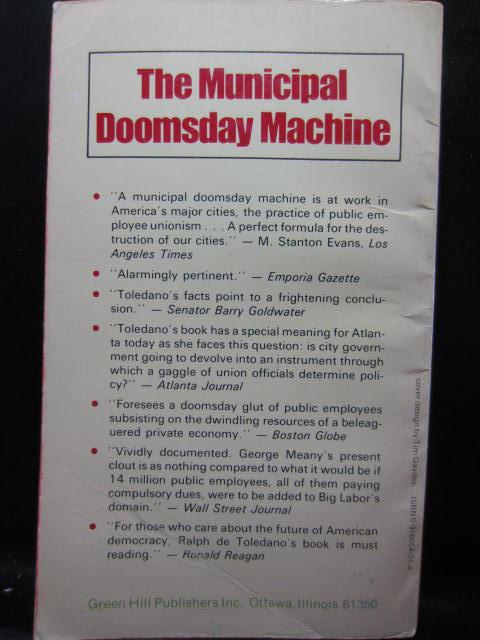 The Municipal
Doomsday Machine
• "A municipal doomsday machine is at work in
America's major cities, the practice of public em-
ployee unionism . . . A perfect formula for the des-
truction of our cities." — M. Stanton Evans, Los
Angeles Times
• "Alarmingly pertinent." — Emporia Gazette
• "Toledano's facts point to a frightening conclu-
sion." — Senator Barry Goldwater
• "Toledano's book has a special meaning for Atlan-
ta today as she faces this question: is city govern-
ment going to devolve into an instrument through
which a gaggle of union officials determine poli-
cy?" — Atlanta Journal
• "Foresees a doomsday glut of public employees
subsisting on the dwindling resources of a beleag-
uered private economy." — Boston Globe
• "Vividly documented. George Meany's present
clout is as nothing compared to what it would be if
14 million public employees, all of them paying
compulsory dues, were to be added to Big Labor's
domain." — Wall Street Journal
• "For those who care about the future of American
democracy, Ralph de Toledano's book is must
reading." — Ronald Reagan
Green Hill Publishers Inc. Ottawa, Illinois 61350
cover design by Tim Gaydos ISBN